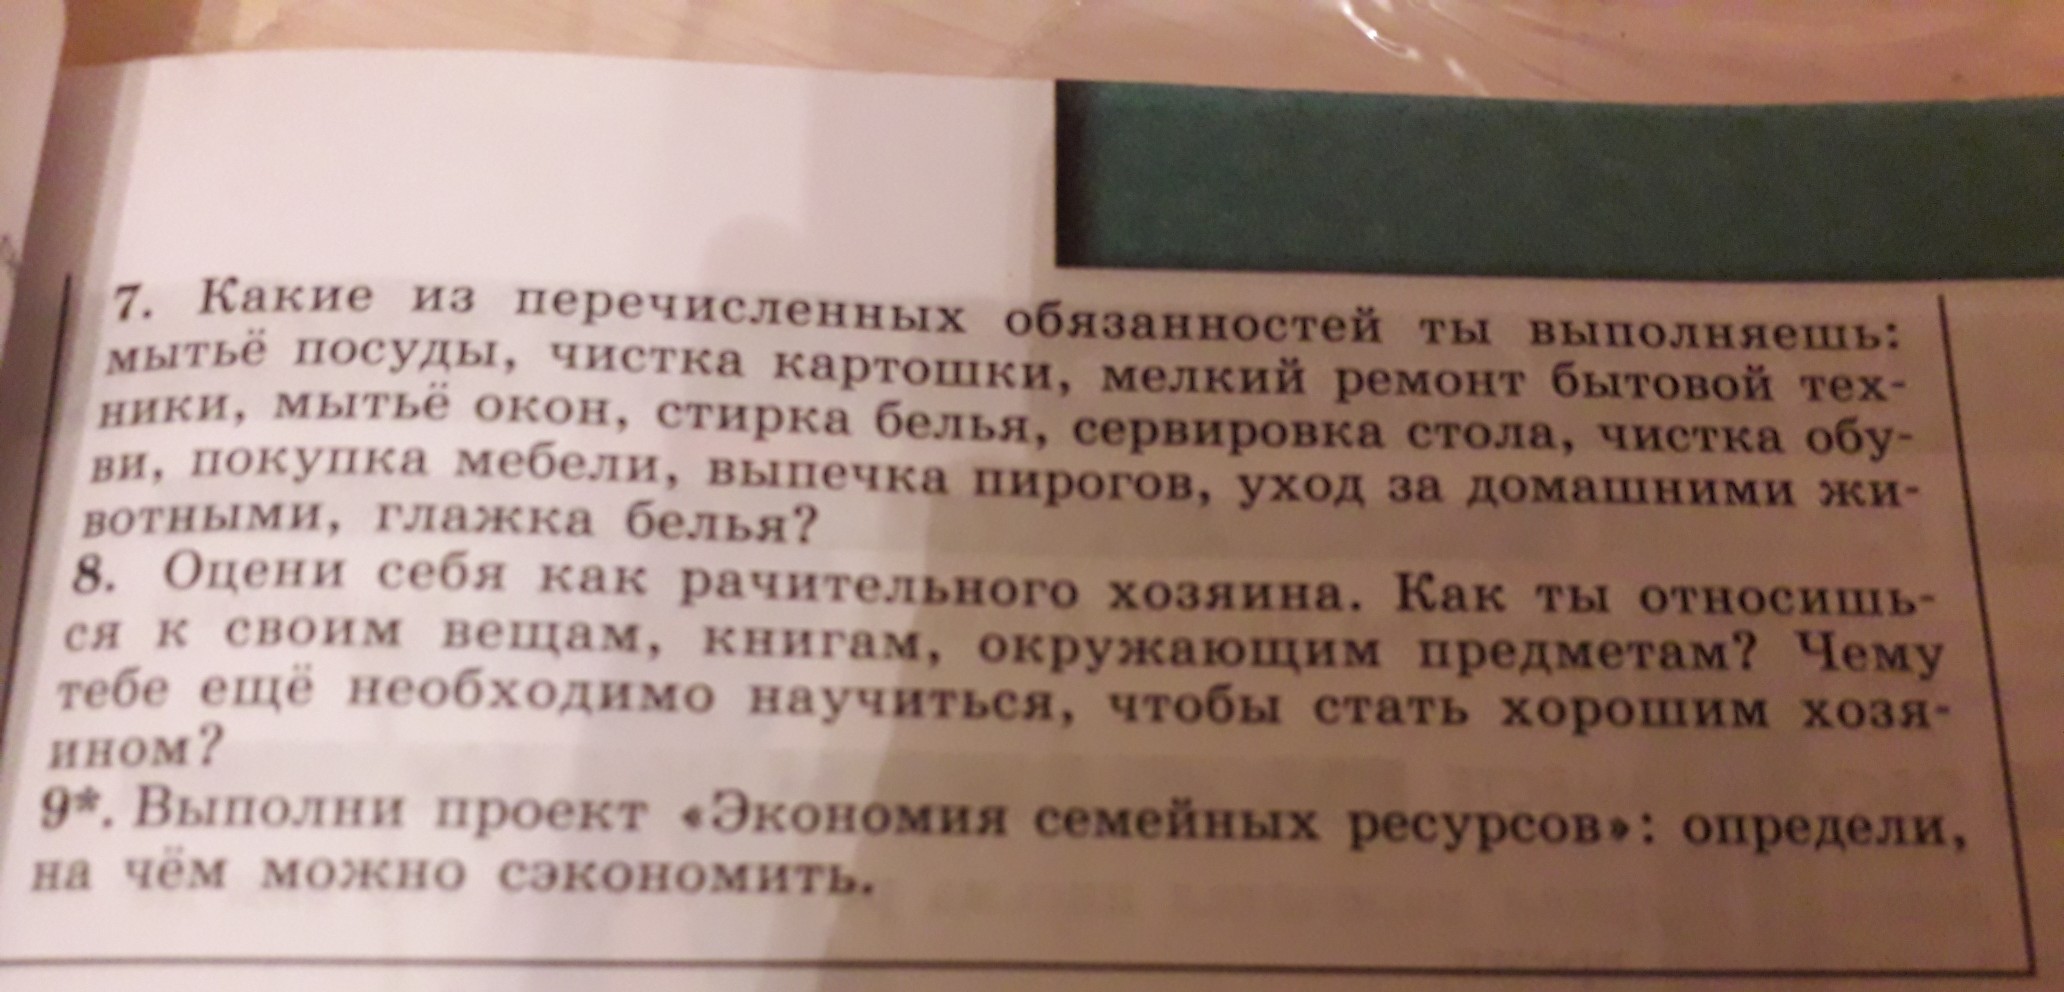 7. Какие из перечисленных обязанностей ты выполняешь:
мытьё посуды, чистка картошки, мелкий ремонт бытовой тех-
ники, мытьё окон, стирка белья, сервировка стола, чистка обу-
ви, покупка мебели, выпечка пирогов, уход за домашними жи-
вотными, глажка белья?
8. Оцени себя как рачительного хозяина. Как ты относишь-
ся к своим вещам, книгам, окружающим предметам? Чему
тебе ещё необходимо научиться, чтобы стать хорошим хозя-
ином?
9*. Выполни проект «Экономия семейных ресурсов»: определи,
на чём можно сэкономить.